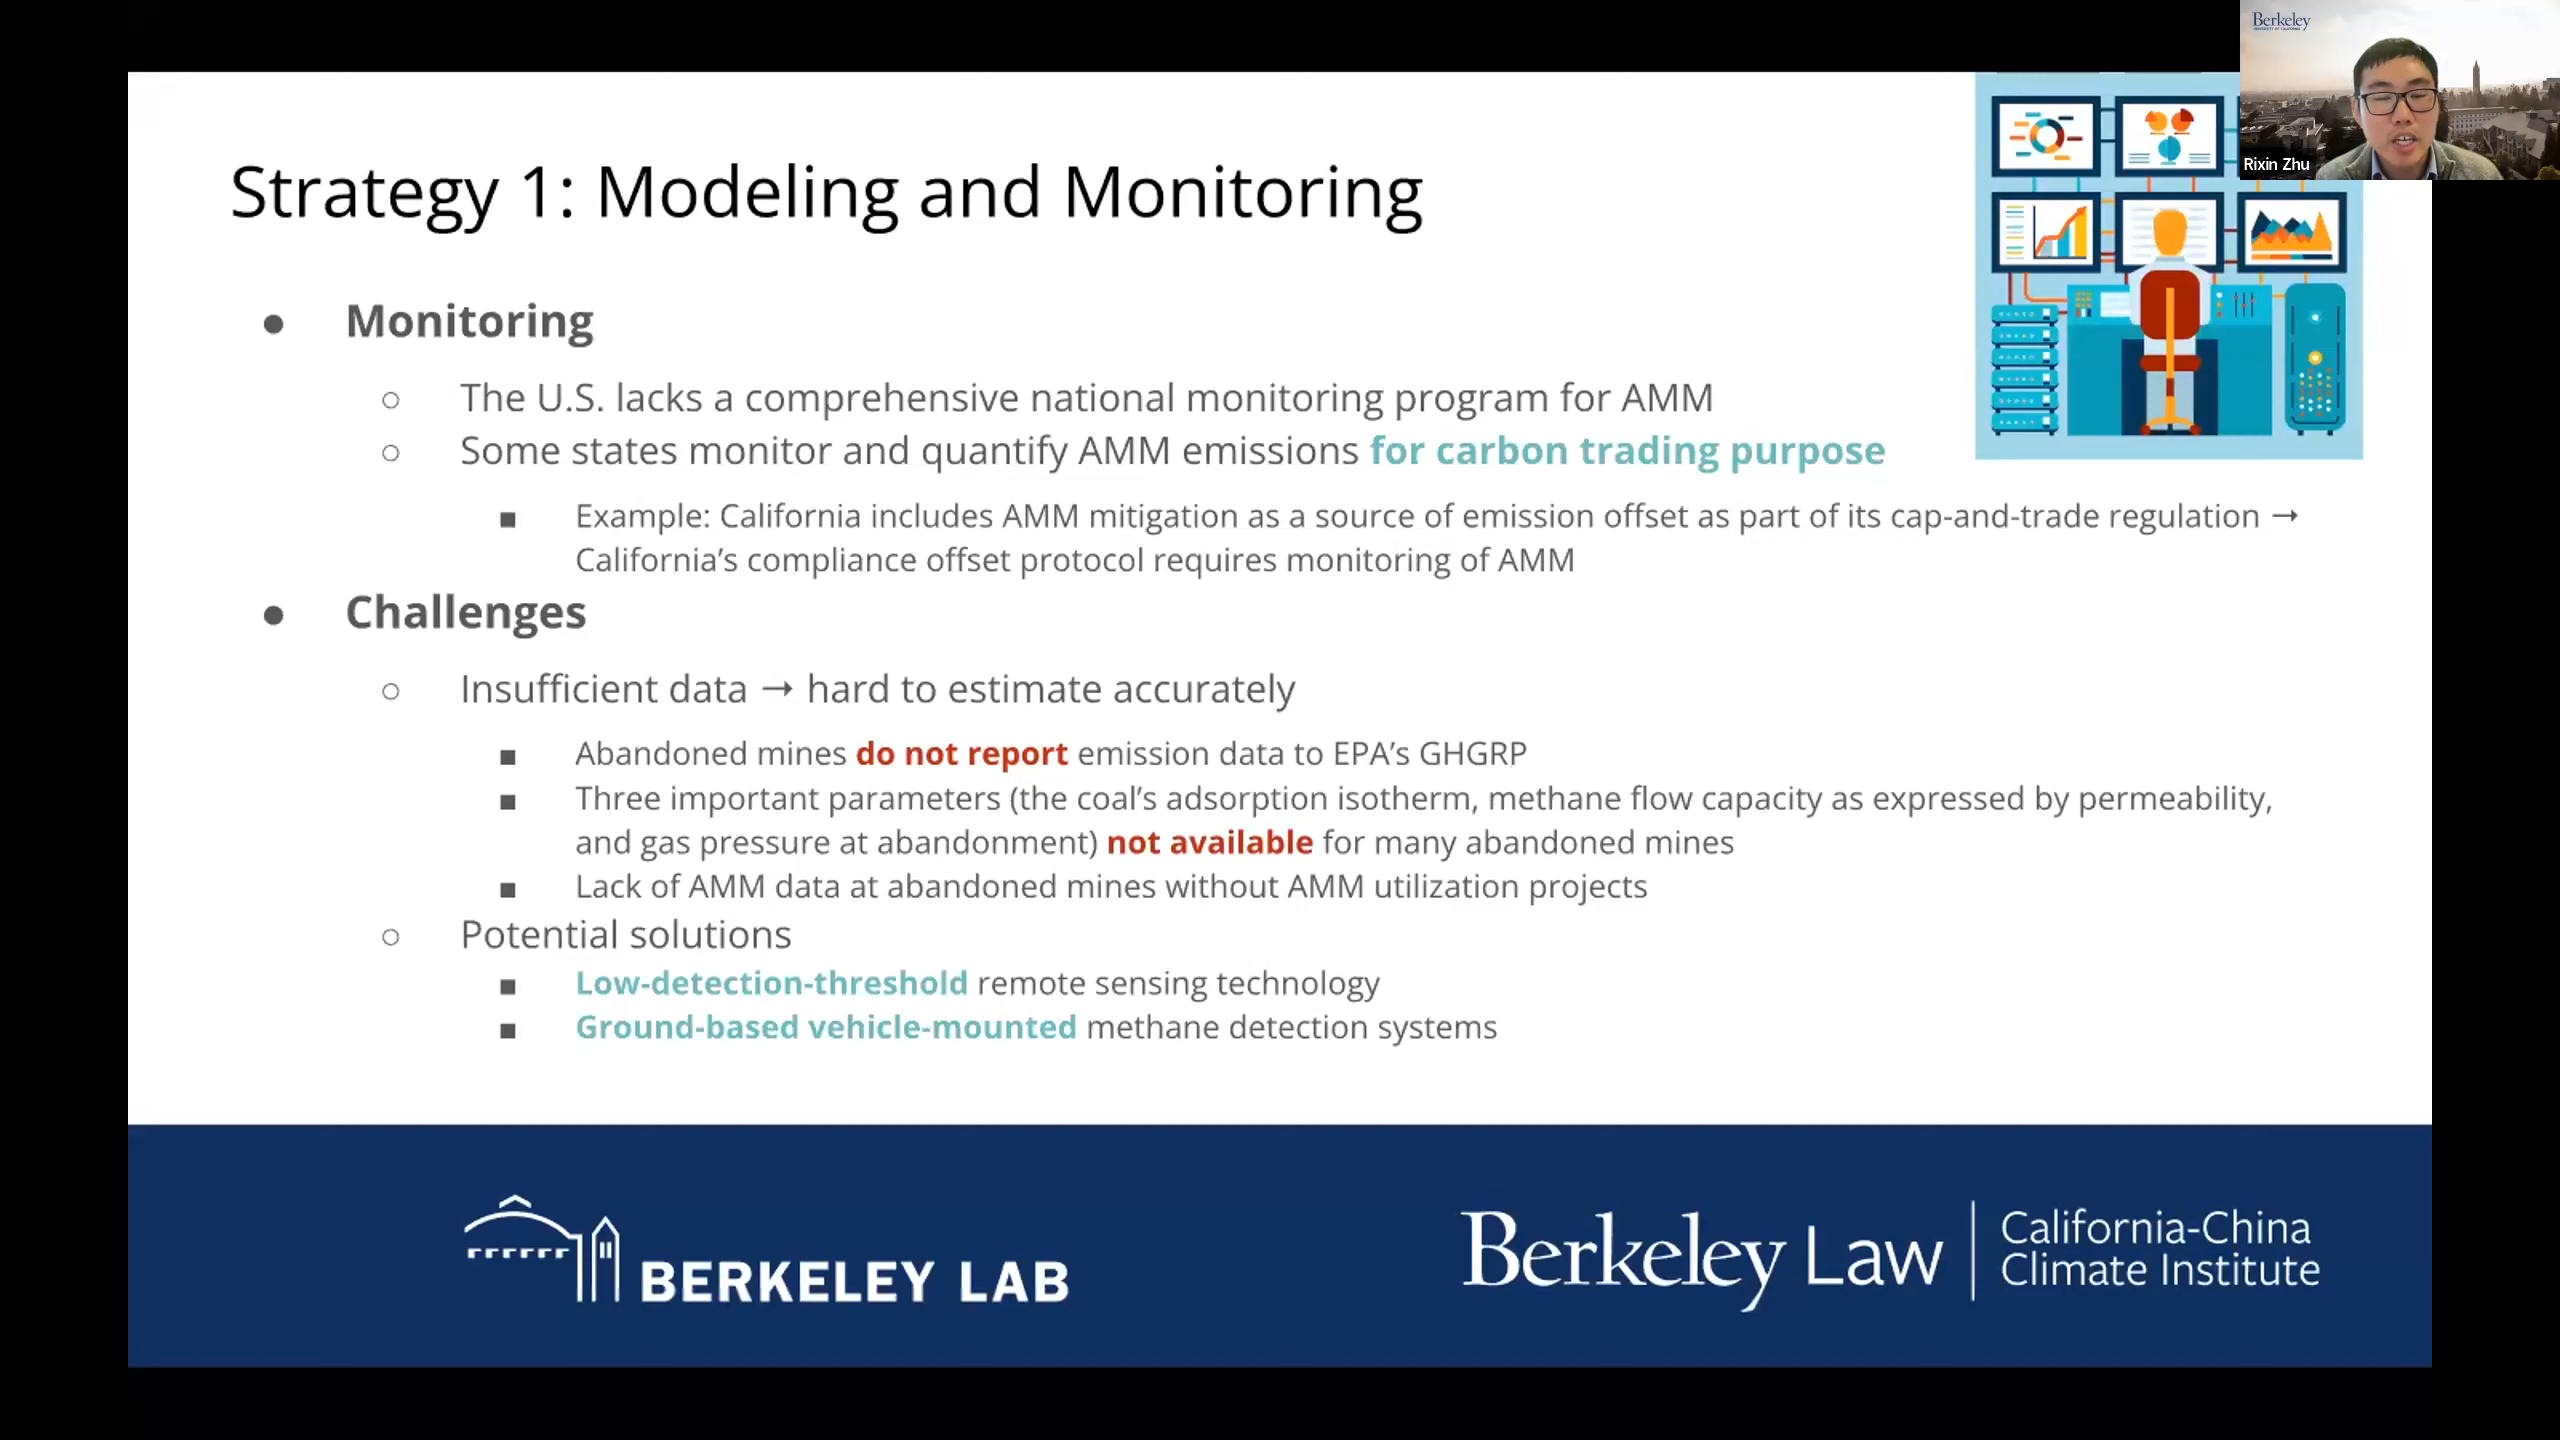 Berkeley
Rixin Zhu
Strategy 1: Modeling and Monitoring
● Monitoring
○ The U.S. lacks a comprehensive national monitoring program for AMM
○ Some states monitor and quantify AMM emissions for carbon trading purpose
■ Example: California includes AMM mitigation as a source of emission offset as part of its cap-and-trade regulation →
California’s compliance offset protocol requires monitoring of AMM
● Challenges
○ Insufficient data → hard to estimate accurately
■ Abandoned mines do not report emission data to EPA’s GHGRP
■ Three important parameters (the coal’s adsorption isotherm, methane flow capacity as expressed by permeability,
and gas pressure at abandonment) not available for many abandoned mines
■ Lack of AMM data at abandoned mines without AMM utilization projects
○ Potential solutions
■ Low-detection-threshold remote sensing technology
■ Ground-based vehicle-mounted methane detection systems
BERKELEY LAB
Berkeley Law
California-China
Climate Institute